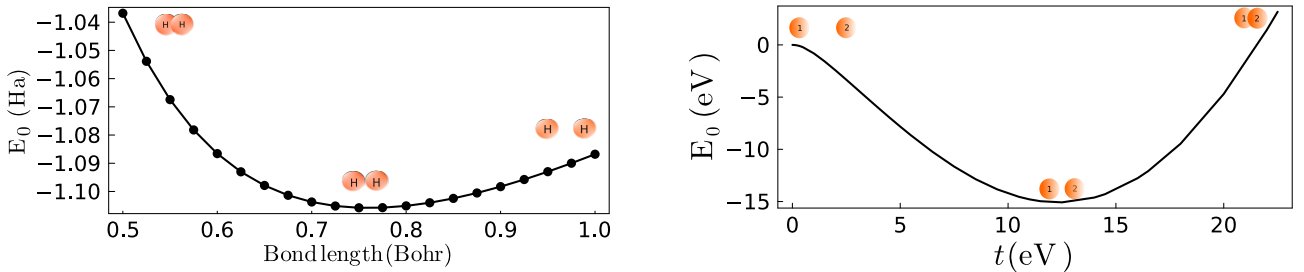 E₀ (Ha)
−1.04
−1.05
−1.06
−1.07
−1.08
−1.09
−1.10
H H
H H
H H
0.5 0.6 0.7 0.8 0.9 1.0
Bond length (Bohr)
E₀ (eV)
0
−5
−10
−15
1 2
1 2
1 2
0 5 10 15 20
t(eV)